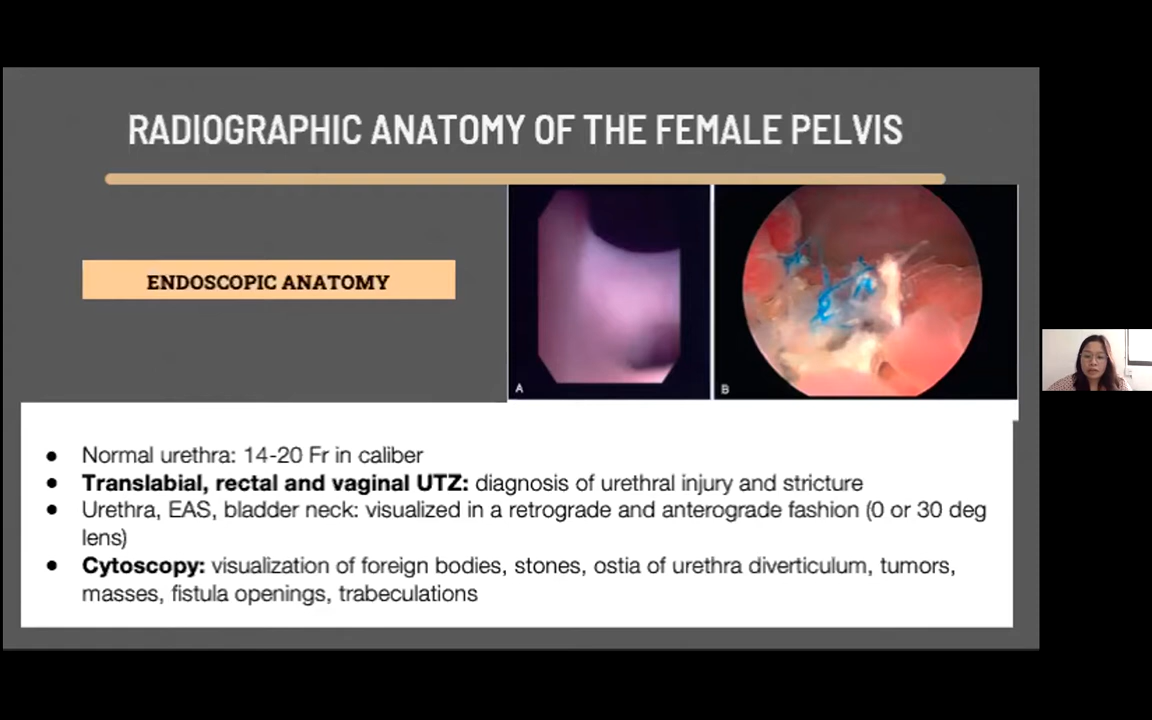 RADIOGRAPHIC ANATOMY OF THE FEMALE PELVIS
ENDOSCOPIC ANATOMY
A
B
● Normal urethra: 14-20 Fr in caliber
● Translabial, rectal and vaginal UTZ: diagnosis of urethral injury and stricture
● Urethra, EAS, bladder neck: visualized in a retrograde and anterograde fashion (0 or 30 deg
lens)
● Cytoscopy: visualization of foreign bodies, stones, ostia of urethra diverticulum, tumors,
masses, fistula openings, trabeculations